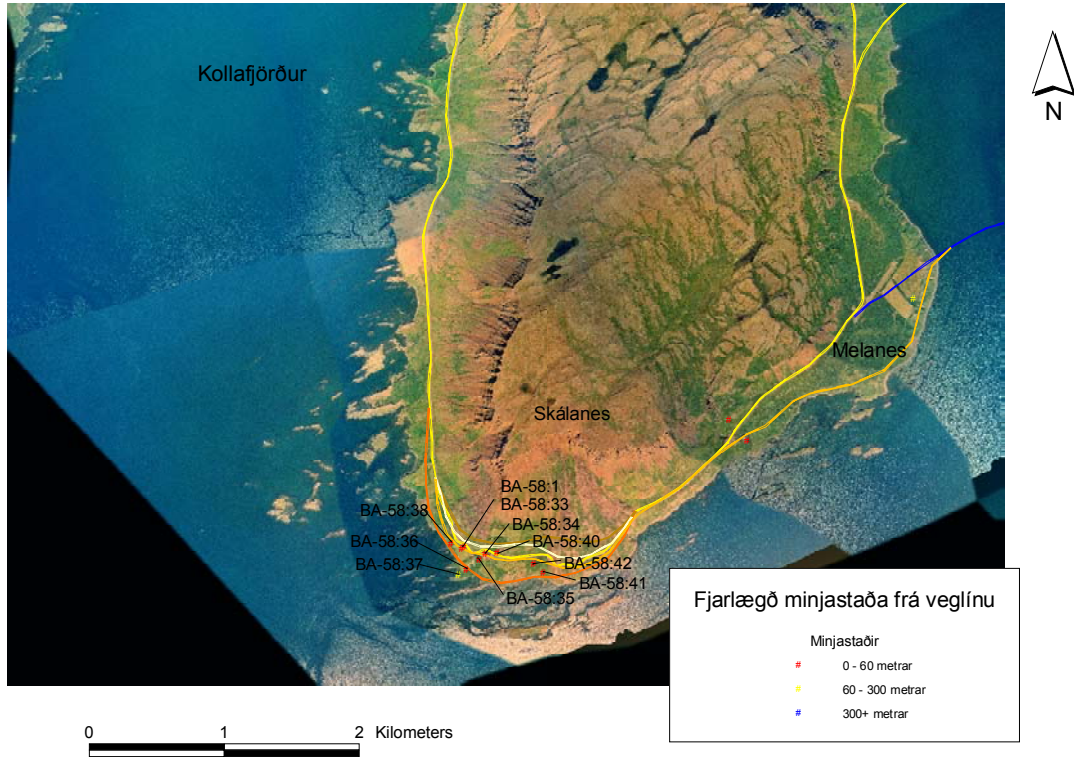 Kollafjörður
N
Melanes
Skálanes
BA-58:1
BA-58:33
BA-58:38
BA-58:34
BA-58:36
BA-58:40
BA-58:37
BA-58:42
BA-58:41
BA-58:35
Fjarlægð minjastaða frá veglínu
Minjastaðir
# 0 - 60 metrar
# 60 - 300 metrar
# 300+ metrar
0 1 2 Kilometers